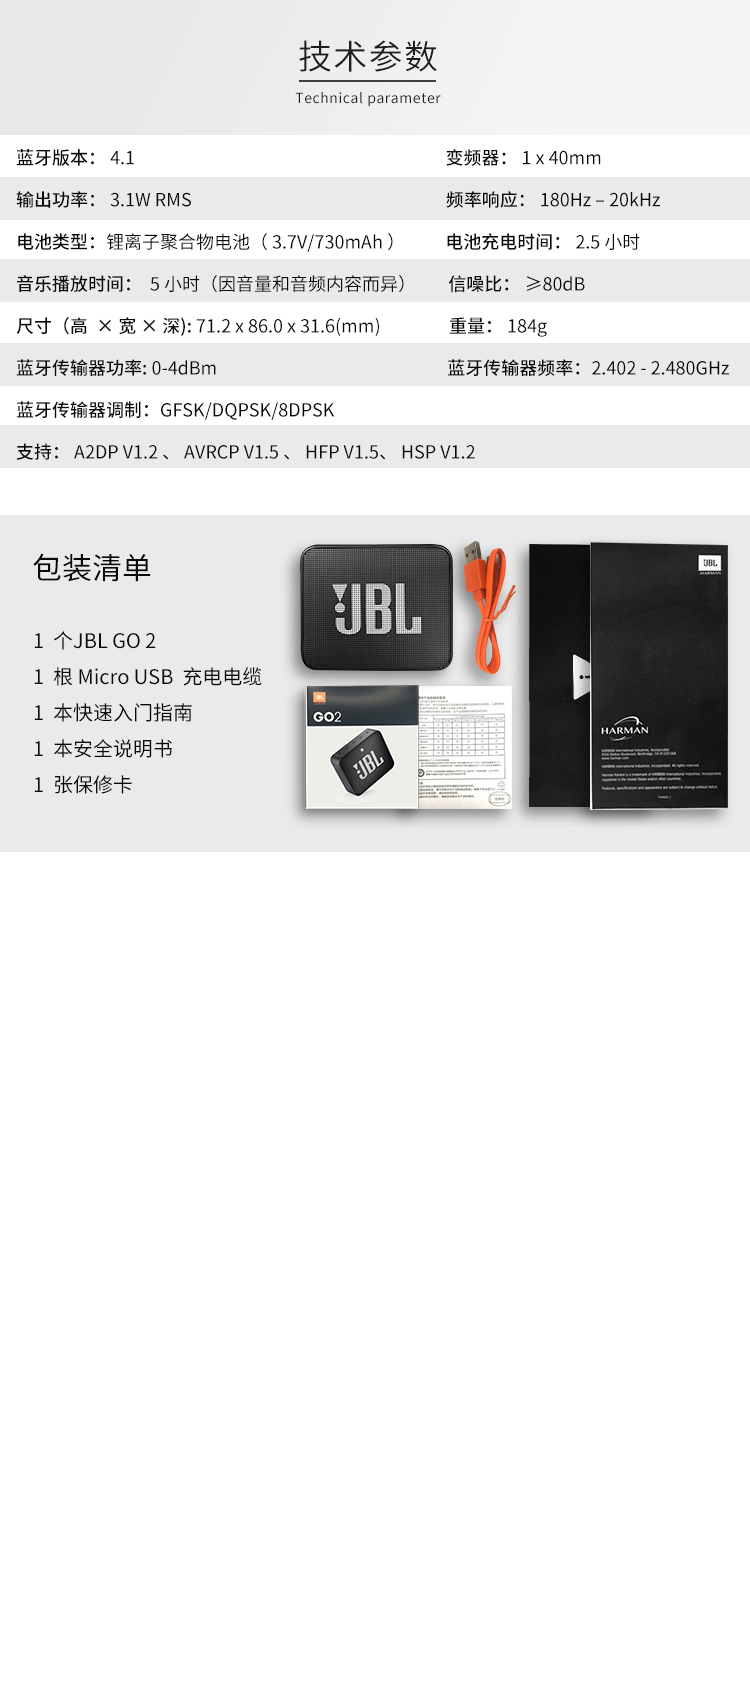 技术参数
Technical parameter
蓝牙版本： 4.1 变频器： 1 x 40mm
输出功率： 3.1W RMS 频率响应： 180Hz – 20kHz
电池类型：锂离子聚合物电池（ 3.7V/730mAh ） 电池充电时间： 2.5 小时
音乐播放时间： 5 小时（因音量和音频内容而异） 信噪比： ≥80dB
尺寸（高 × 宽 × 深): 71.2 x 86.0 x 31.6(mm) 重量： 184g
蓝牙传输器功率: 0-4dBm 蓝牙传输器频率：2.402 - 2.480GHz
蓝牙传输器调制：GFSK/DQPSK/8DPSK
支持： A2DP V1.2 、 AVRCP V1.5 、 HFP V1.5、 HSP V1.2
包装清单
1 个JBL GO 2
1 根 Micro USB 充电电缆
1 本快速入门指南
1 本安全说明书
1 张保修卡
JBL
JBL
GO2
JBL
JBL
HARMAN
HARMAN